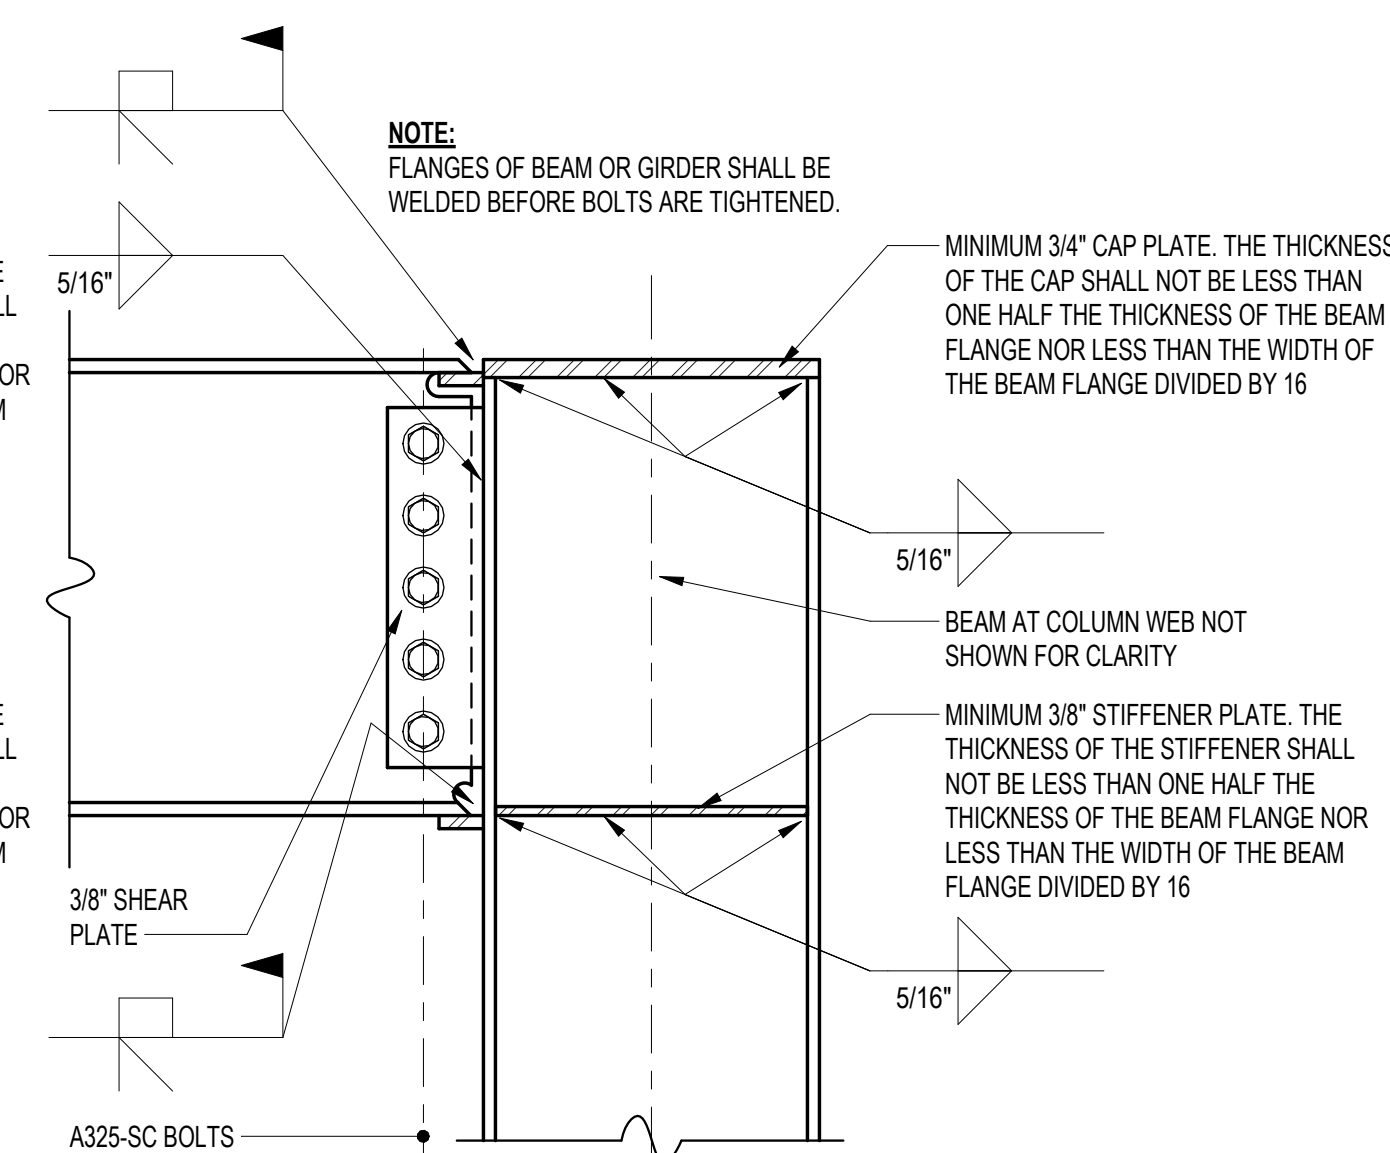 NOTE:
FLANGES OF BEAM OR GIRDER SHALL BE
WELDED BEFORE BOLTS ARE TIGHTENED.
5/16"
OR
MINIMUM 3/4" CAP PLATE. THE THICKNESS
OF THE CAP SHALL NOT BE LESS THAN
ONE HALF THE THICKNESS OF THE BEAM
FLANGE NOR LESS THAN THE WIDTH OF
THE BEAM FLANGE DIVIDED BY 16
5/16"
BEAM AT COLUMN WEB NOT
SHOWN FOR CLARITY
MINIMUM 3/8" STIFFENER PLATE. THE
THICKNESS OF THE STIFFENER SHALL
NOT BE LESS THAN ONE HALF THE
THICKNESS OF THE BEAM FLANGE NOR
LESS THAN THE WIDTH OF THE BEAM
FLANGE DIVIDED BY 16
OR
3/8" SHEAR
PLATE
5/16"
A325-SC BOLTS